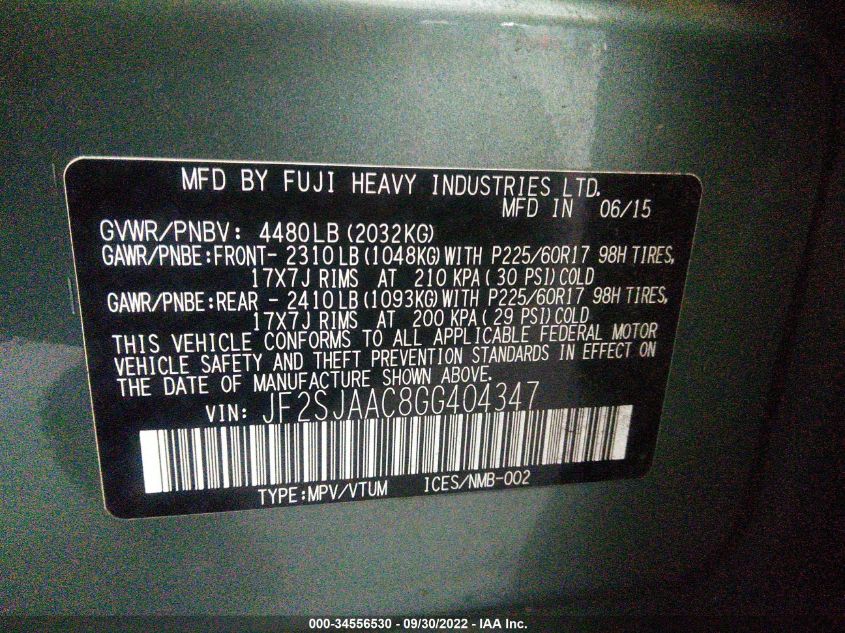 MFD BY FUJI HEAVY INDUSTRIES LTD.
MFD IN 06/15
GVWR/PNBV: 4480LB (2032KG)
GAWR/PNBE:FRONT- 2310 LB (1048KG) WITH P225/60R17 98H TIRES,
17X7J RIMS AT 210 KPA ( 30 PSI) COLD
GAWR/PNBE:REAR - 2410 LB (1093KG) WITH P225/60R17 98H TIRES,
17X7J RIMS AT 200 KPA ( 29 PSI) COLD
THIS VEHICLE CONFORMS TO ALL APPLICABLE FEDERAL MOTOR
VEHICLE SAFETY AND THEFT PREVENTION STANDARDS IN EFFECT ON
THE DATE OF MANUFACTURE SHOWN ABOVE.
VIN: JF2SJAAC8GG404347
TYPE:MPV/VTUM ICES/NMB-002
000-34556530 - 09/30/2022 - IAA Inc.